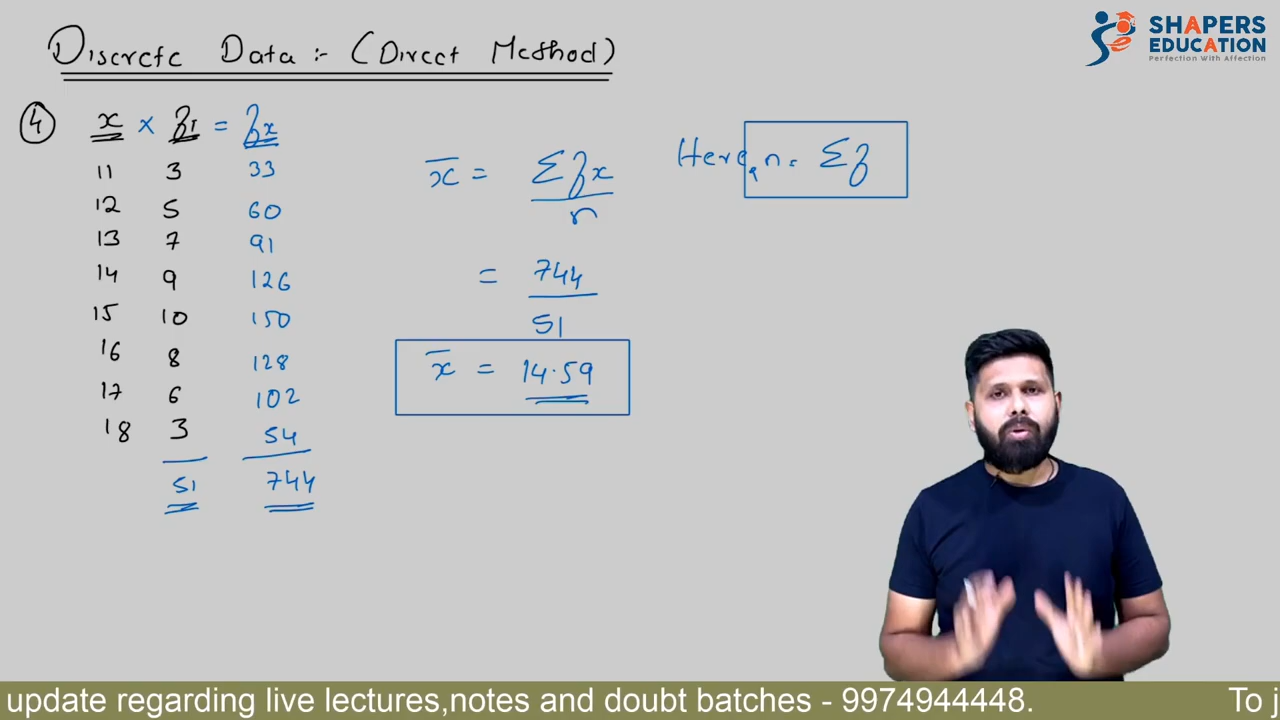 Discrete Data :- (Direct Method)
SHAPERS
EDUCATION
Perfection With Affection
④ x × f = fx
11 3 33
12 5 60
13 7 91
14 9 126
15 10 150
16 8 128
17 6 102
18 3 54
51 744
x̄ = Σfx / n
Here, n = Σf
= 744 / 51
x̄ = 14.59
update regarding live lectures,notes and doubt batches - 9974944448. To j